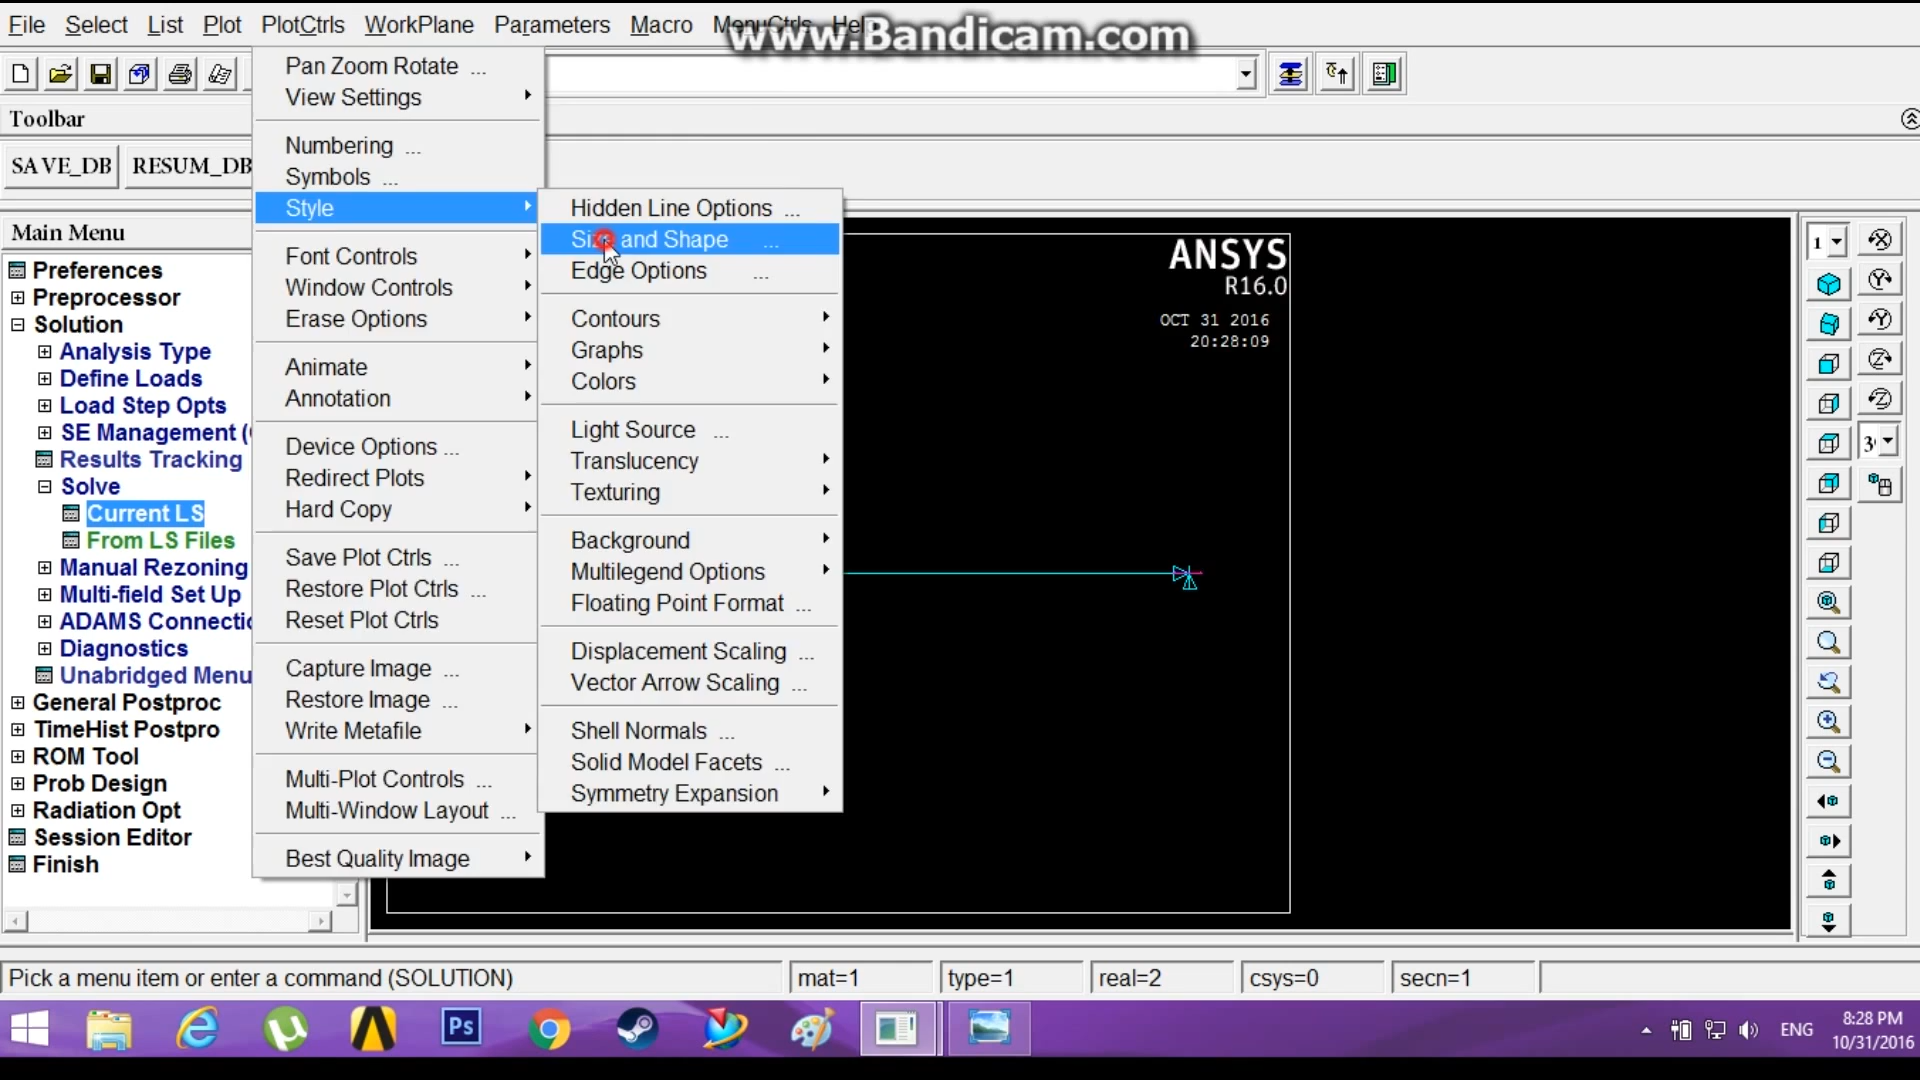 File Select List Plot PlotCtrls WorkPlane Parameters Macro MenuCtrls Help
www.Bandicam.com
Toolbar
SAVE_DB RESUM_DB
Main Menu
Preferences
Preprocessor
Solution
Analysis Type
Define Loads
Load Step Opts
SE Management (
Results Tracking
Solve
Current LS
From LS Files
Manual Rezoning
Multi-field Set Up
ADAMS Connectio
Diagnostics
Unabridged Menu
General Postproc
TimeHist Postpro
ROM Tool
Prob Design
Radiation Opt
Session Editor
Finish
Pan Zoom Rotate ...
View Settings
Numbering ...
Symbols ...
Style
Font Controls
Window Controls
Erase Options
Animate
Annotation
Device Options ...
Redirect Plots
Hard Copy
Save Plot Ctrls ...
Restore Plot Ctrls ...
Reset Plot Ctrls
Capture Image ...
Restore Image ...
Write Metafile
Multi-Plot Controls ...
Multi-Window Layout ...
Best Quality Image
Hidden Line Options ...
Size and Shape ...
Edge Options ...
Contours
Graphs
Colors
Light Source ...
Translucency
Texturing
Background
Multilegend Options
Floating Point Format ...
Displacement Scaling ...
Vector Arrow Scaling ...
Shell Normals ...
Solid Model Facets ...
Symmetry Expansion
ANSYS
R16.0
OCT 31 2016
20:28:09
1
Pick a menu item or enter a command (SOLUTION) mat=1 type=1 real=2 csys=0 secn=1
Ps
ENG
8:28 PM
10/31/2016